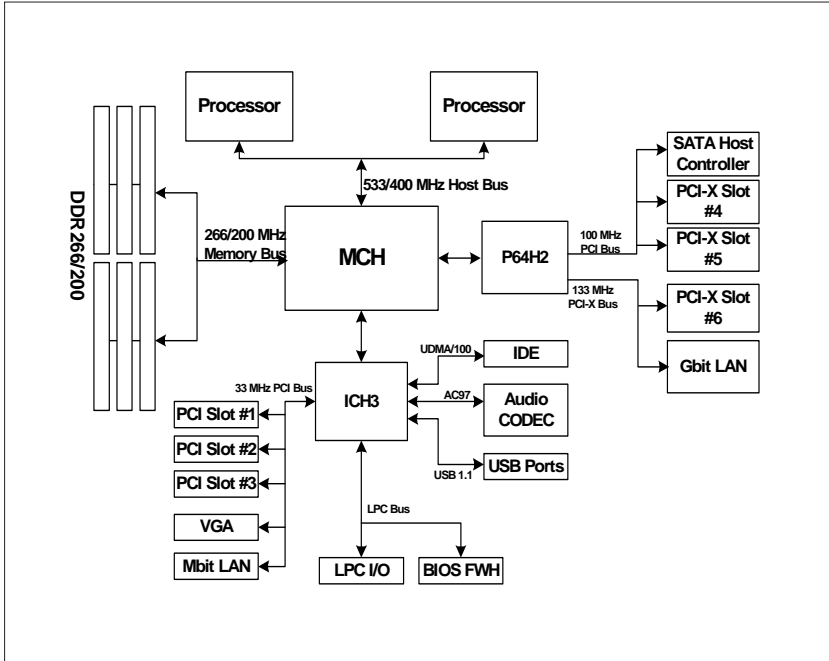 Processor
Processor
533/400 MHz Host Bus
DDR 266/200
266/200 MHz
Memory Bus
MCH
P64H2
100 MHz
PCI Bus
133 MHz
PCI-X Bus
SATA Host
Controller
PCI-X Slot
#4
PCI-X Slot
#5
PCI-X Slot
#6
Gbit LAN
UDMA/100
IDE
33 MHz PCI Bus
ICH3
AC97
Audio
CODEC
USB 1.1
USB Ports
PCI Slot #1
PCI Slot #2
PCI Slot #3
VGA
Mbit LAN
LPC Bus
LPC I/O
BIOS FWH